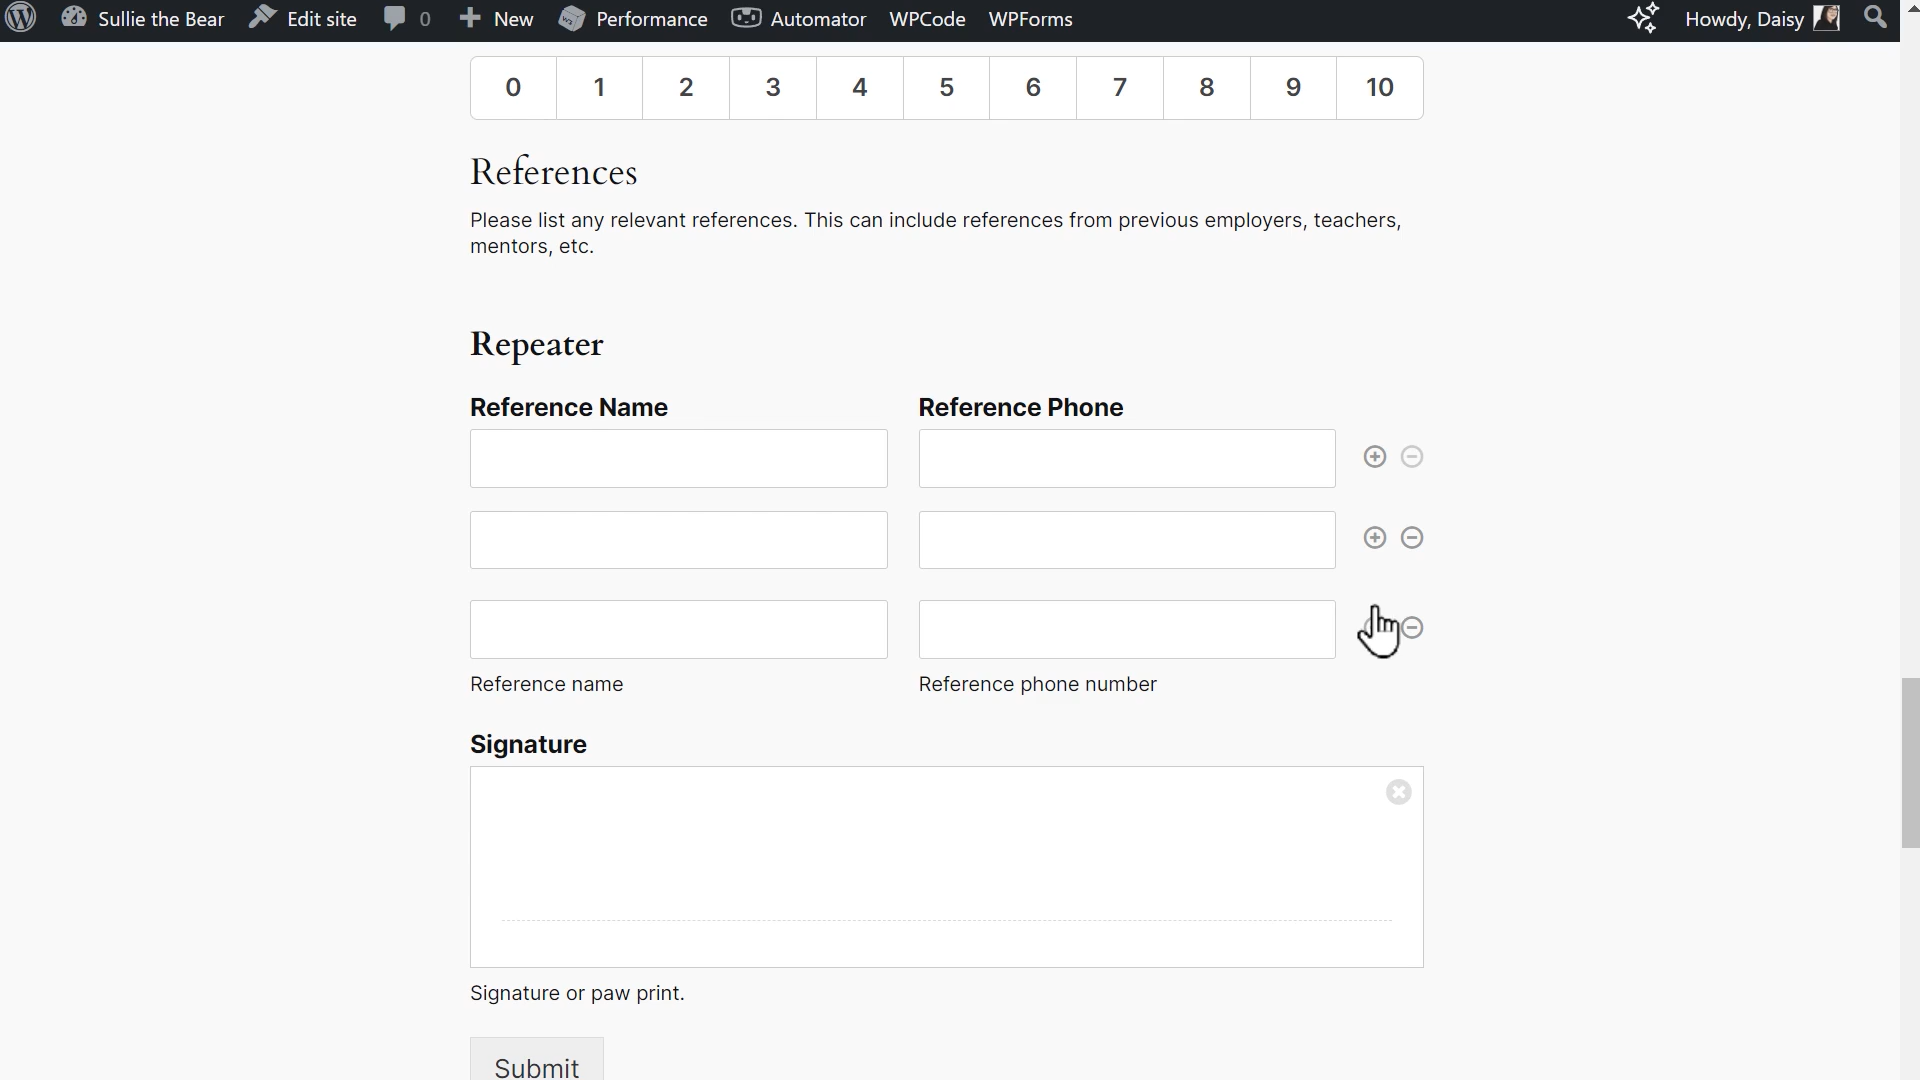 Sullie the Bear Edit site 0 New Performance Automator WPCode WPForms Howdy, Daisy
0 1 2 3 4 5 6 7 8 9 10
References
Please list any relevant references. This can include references from previous employers, teachers,
mentors, etc.
Repeater
Reference Name Reference Phone
Reference name Reference phone number
Signature
Signature or paw print.
Submit